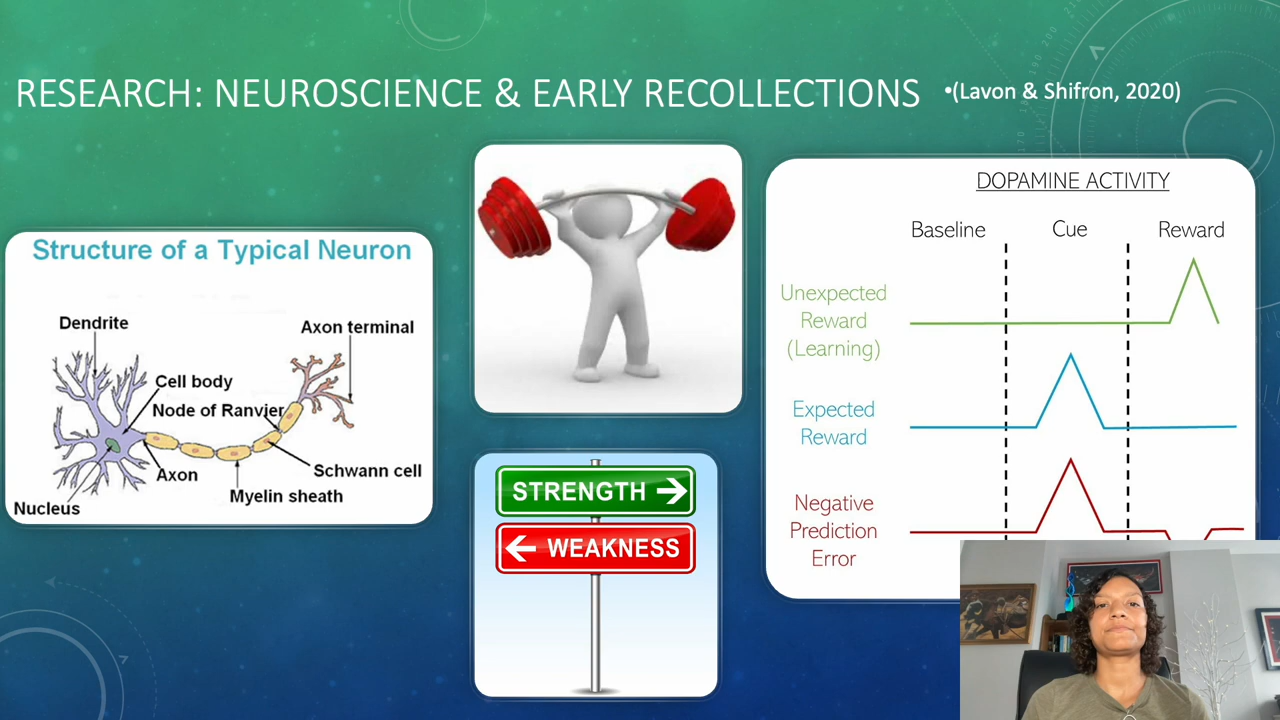 RESEARCH: NEUROSCIENCE & EARLY RECOLLECTIONS
•(Lavon & Shifron, 2020)
Structure of a Typical Neuron
Dendrite
Axon terminal
Cell body
Node of Ranvier
Axon
Schwann cell
Myelin sheath
Nucleus
STRENGTH
WEAKNESS
DOPAMINE ACTIVITY
Baseline
Cue
Reward
Unexpected
Reward
(Learning)
Expected
Reward
Negative
Prediction
Error